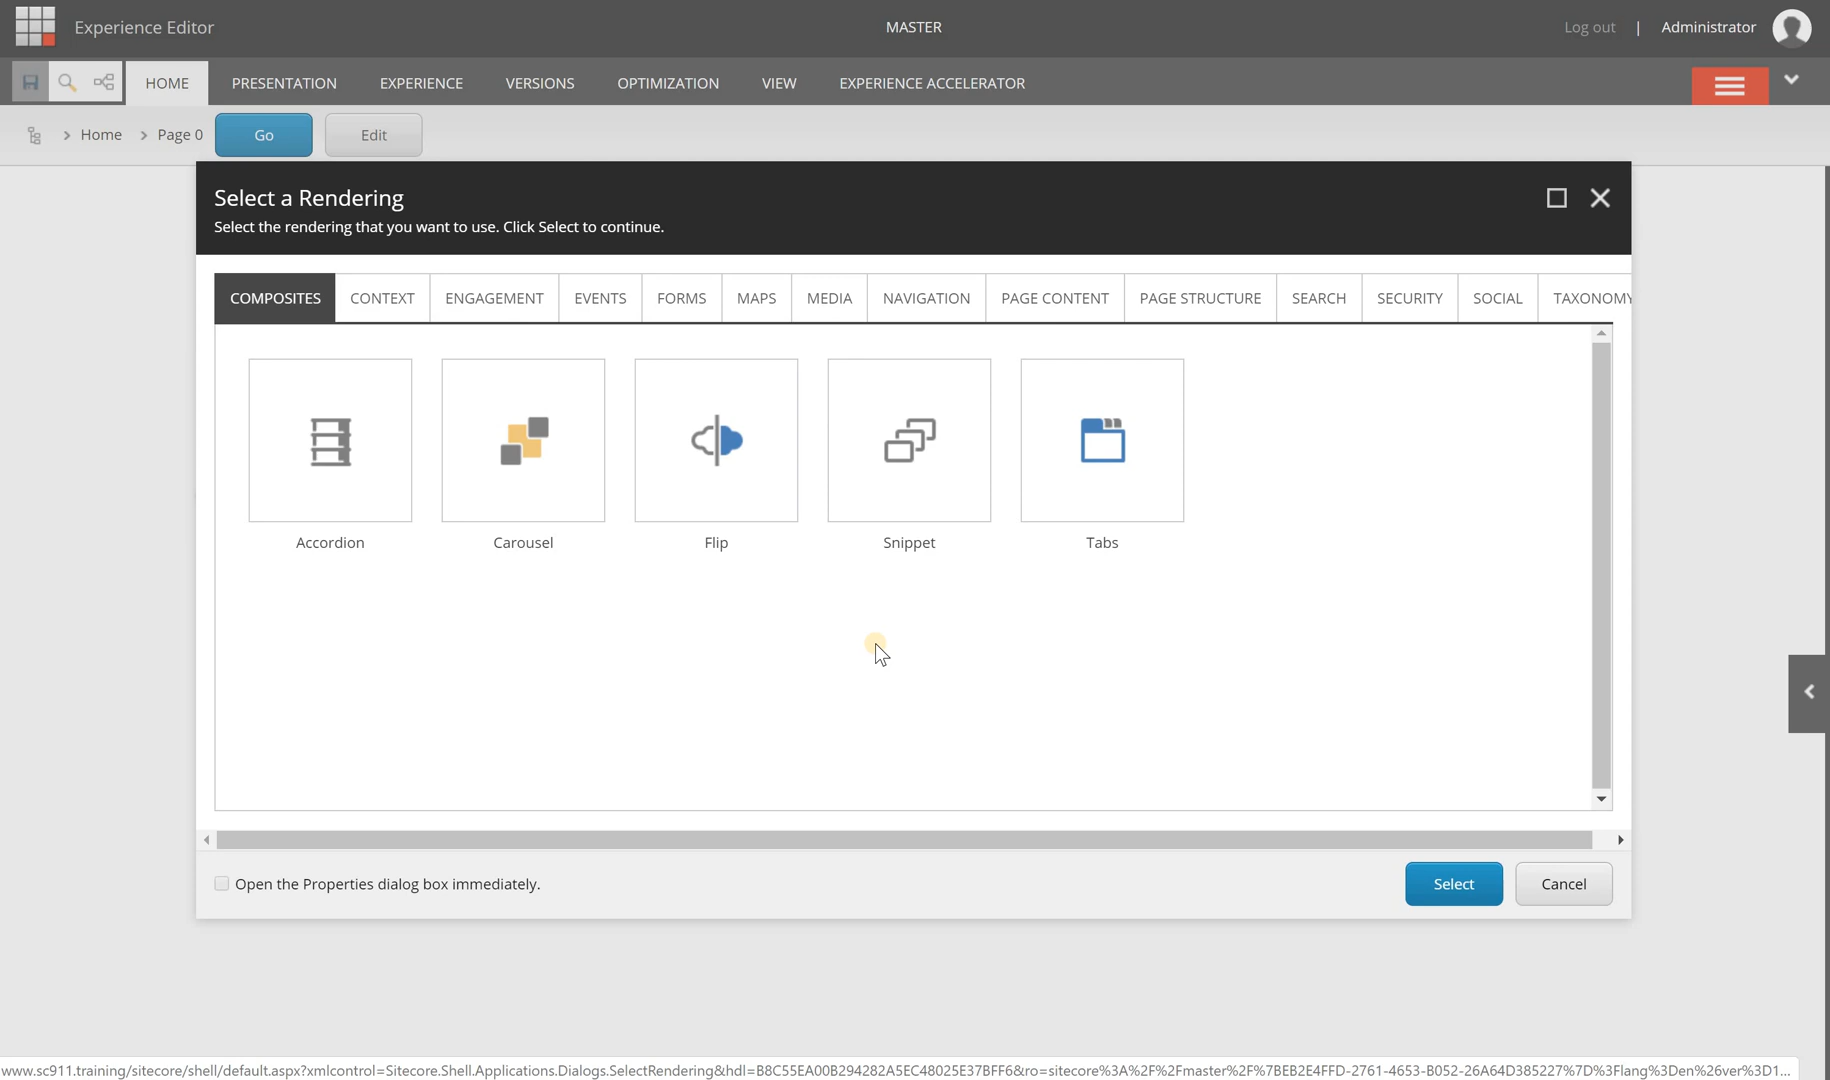 Experience Editor
MASTER
Log out | Administrator
HOME PRESENTATION EXPERIENCE VERSIONS OPTIMIZATION VIEW EXPERIENCE ACCELERATOR
Home Page 0 Go Edit
Select a Rendering
Select the rendering that you want to use. Click Select to continue.
COMPOSITES CONTEXT ENGAGEMENT EVENTS FORMS MAPS MEDIA NAVIGATION PAGE CONTENT PAGE STRUCTURE SEARCH SECURITY SOCIAL TAXONOMY
Accordion Carousel Flip Snippet Tabs
Open the Properties dialog box immediately.
Select Cancel
www.sc911.training/sitecore/shell/default.aspx?xmlcontrol=Sitecore.Shell.Applications.Dialogs.SelectRendering&hdl=B8C55EA00B294282A5EC48025E37BFF6&ro=sitecore%3A%2F%2Fmaster%2F%7BEB2E4FFD-2761-4653-B052-26A64D385227%7D%3Flang%3Den%26ver%3D1...